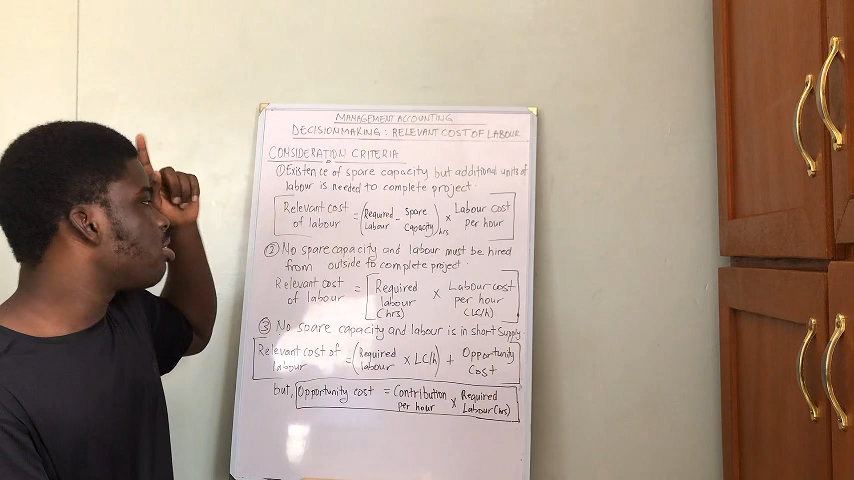 MANAGEMENT ACCOUNTING
DECISION MAKING : RELEVANT COST OF LABOUR
CONSIDERATION CRITERIA
① Existence of spare capacity but additional units of
labour is needed to complete project.
Relevant cost of labour = (Required Labour - Spare Capacity)hrs x Labour cost per hour
② No spare capacity and labour must be hired
from outside to complete project.
Relevant cost of labour = Required labour (hrs) x Labour cost per hour (LC/h)
③ No spare capacity and labour is in short supply.
Relevant cost of labour = (Required labour x LC/h) + Opportunity Cost
but, Opportunity cost = Contribution per hour x Required Labour (hrs)